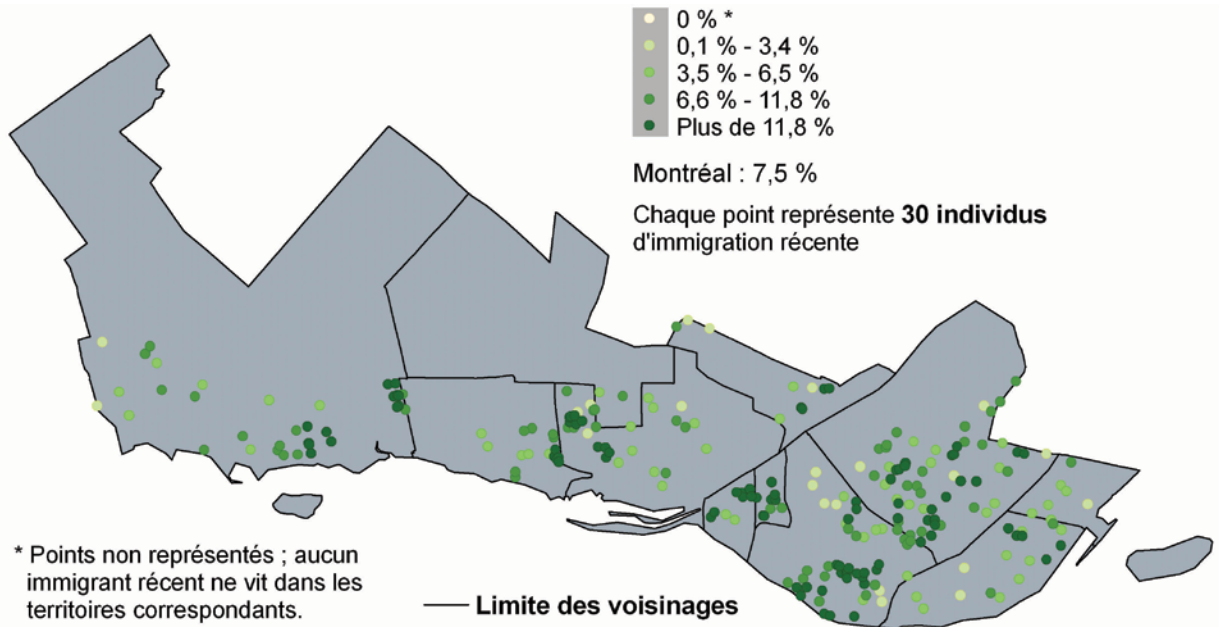 0 % *
0,1 % - 3,4 %
3,5 % - 6,5 %
6,6 % - 11,8 %
Plus de 11,8 %
Montréal : 7,5 %
Chaque point représente 30 individus
d'immigration récente
* Points non représentés ; aucun
immigrant récent ne vit dans les
territoires correspondants.
Limite des voisinages